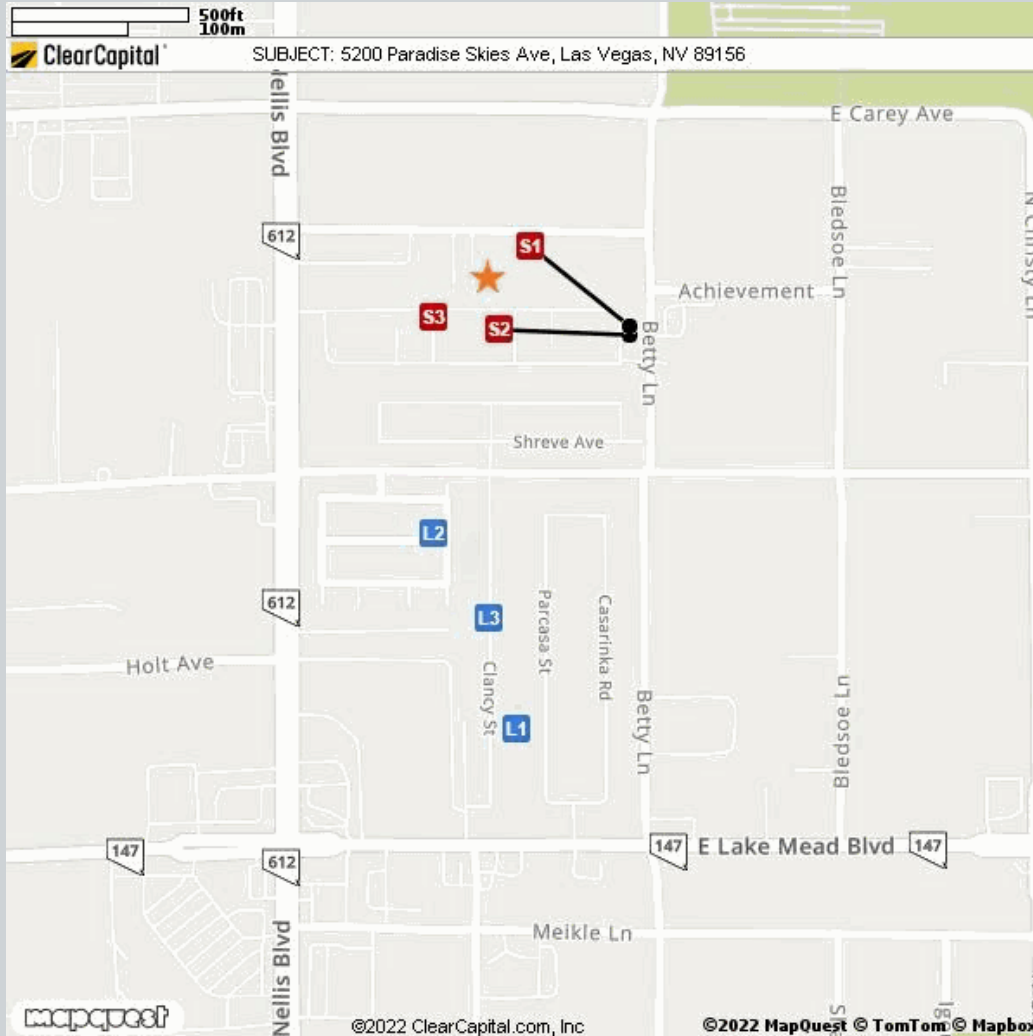 500ft
100m
ClearCapital
SUBJECT: 5200 Paradise Skies Ave, Las Vegas, NV 89156
Nellis Blvd
E Carey Ave
Bledsoe Ln
N Christy Ln
612
S1
Achievement
S3
S2
Betty Ln
Shreve Ave
L2
612
L3
Parcasa St
Casarinka Rd
Holt Ave
Clancy St
L1
Betty Ln
Bledsoe Ln
147
612
147
E Lake Mead Blvd
147
Meikle Ln
Nellis Blvd
mapquest
©2022 ClearCapital.com, Inc
©2022 MapQuest © TomTom © Mapbox